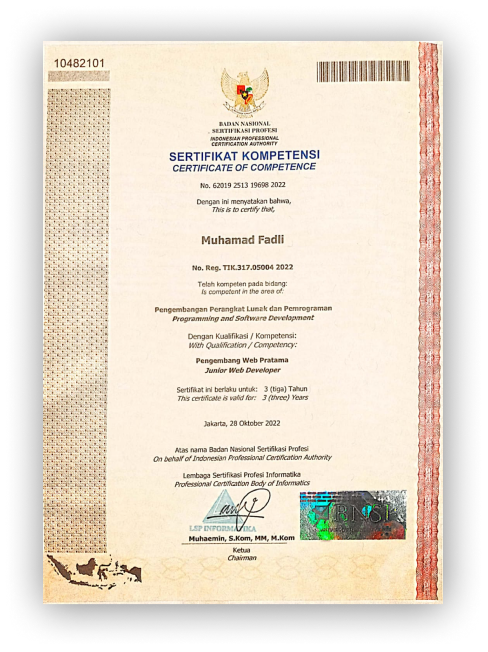 10482101
BADAN NASIONAL
SERTIFIKASI PROFESI
INDONESIAN PROFESSIONAL
CERTIFICATION AUTHORITY
SERTIFIKAT KOMPETENSI
CERTIFICATE OF COMPETENCE
No. 62019 2513 19698 2022
Dengan ini menyatakan bahwa,
This is to certify that,
Muhamad Fadli
No. Reg. TIK.317.05004 2022
Telah kompeten pada bidang:
Is competent in the area of:
Pengembangan Perangkat Lunak dan Pemrograman
Programming and Software Development
Dengan Kualifikasi / Kompetensi:
With Qualification / Competency:
Pengembang Web Pratama
Junior Web Developer
Sertifikat ini berlaku untuk: 3 (tiga) Tahun
This certificate is valid for: 3 (three) Years
Jakarta, 28 Oktober 2022
Atas nama Badan Nasional Sertifikasi Profesi
On behalf of Indonesian Professional Certification Authority
Lembaga Sertifikasi Profesi Informatika
Professional Certification Body of Informatics
LSP INFORMATIKA
BNSP
Muhaemin, S.Kom, MM, M.Kom
Ketua
Chairman